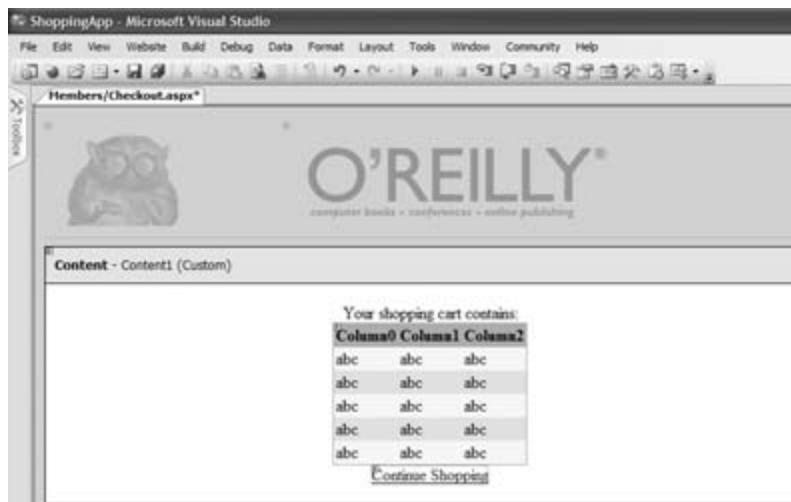 ShoppingApp - Microsoft Visual Studio
File Edit View Website Build Debug Data Format Layout Tools Window Community Help
Members/Checkout.aspx*
Toolbox
O'REILLY®
computer books • conferences • online publishing
Content - Content1 (Custom)
Your shopping cart contains:
Column0 Column1 Column2
abc abc abc
abc abc abc
abc abc abc
abc abc abc
abc abc abc
Continue Shopping